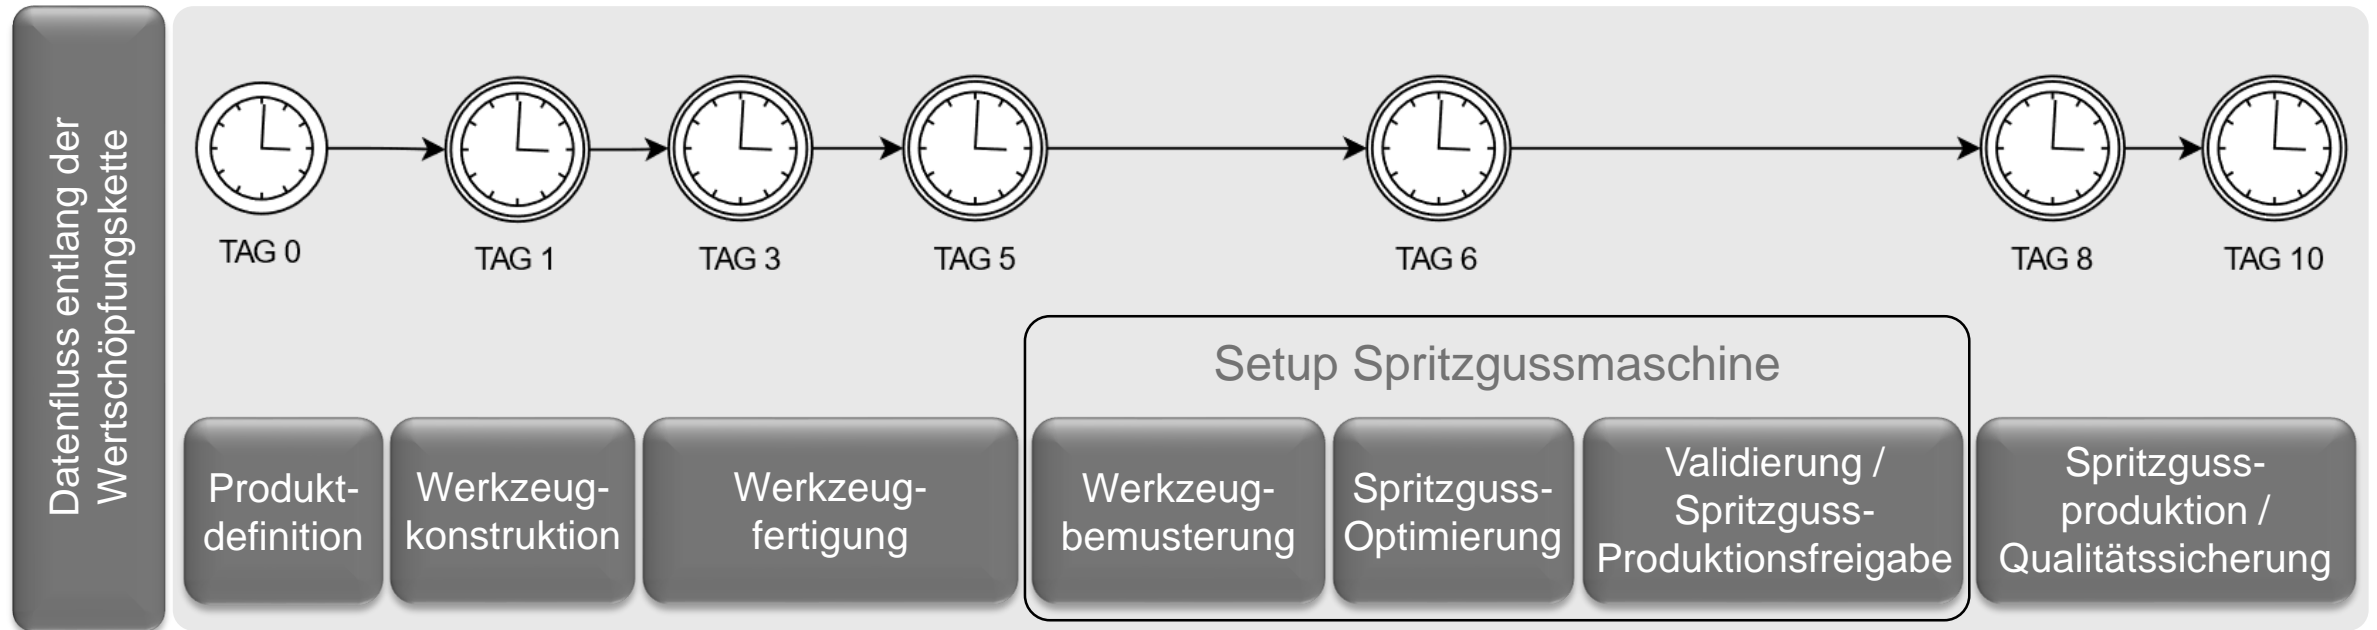 Datenfluss entlang der
Wertschöpfungskette
TAG 0
TAG 1
TAG 3
TAG 5
TAG 6
TAG 8
TAG 10
Setup Spritzgussmaschine
Produkt-
definition
Werkzeug-
konstruktion
Werkzeug-
fertigung
Werkzeug-
bemusterung
Spritzguss-
Optimierung
Validierung /
Spritzguss-
Produktionsfreigabe
Spritzguss-
produktion /
Qualitätssicherung